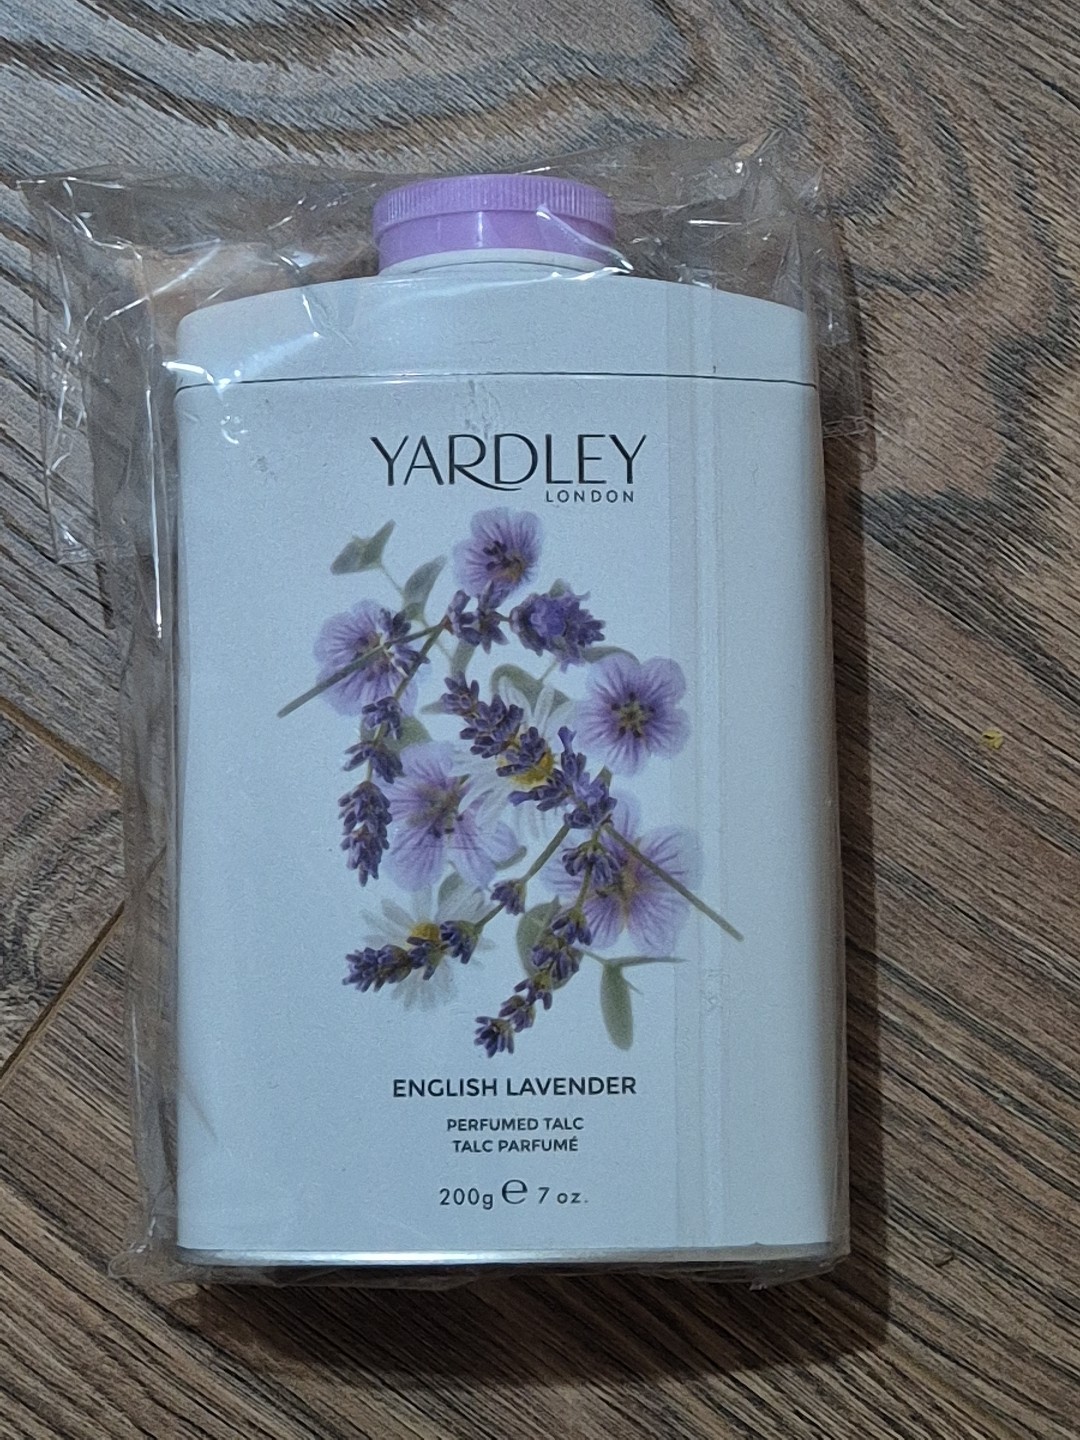 YARDLEY
LONDON
ENGLISH LAVENDER
PERFUMED TALC
TALC PARFUMÉ
200g ℮ 7 oz.